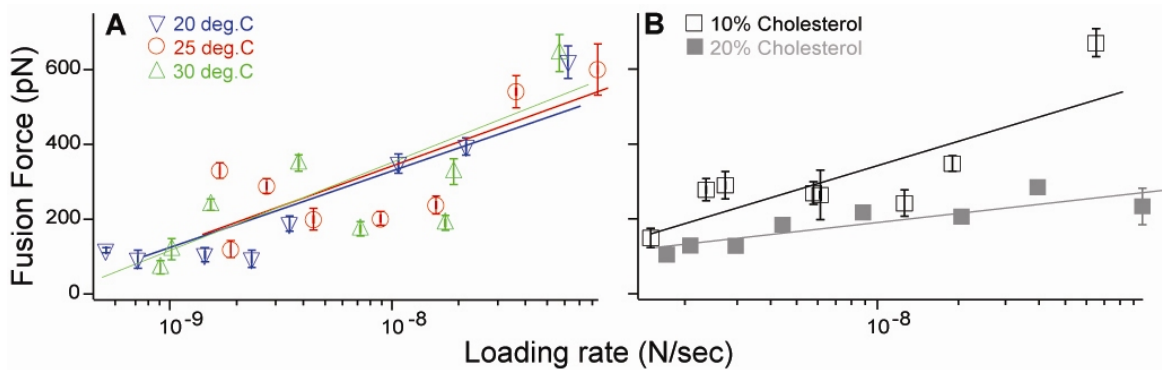 A
20 deg.C
25 deg.C
30 deg.C
B
10% Cholesterol
20% Cholesterol
Fusion Force (pN)
600
400
200
0
10-9
10-8
10-8
Loading rate (N/sec)